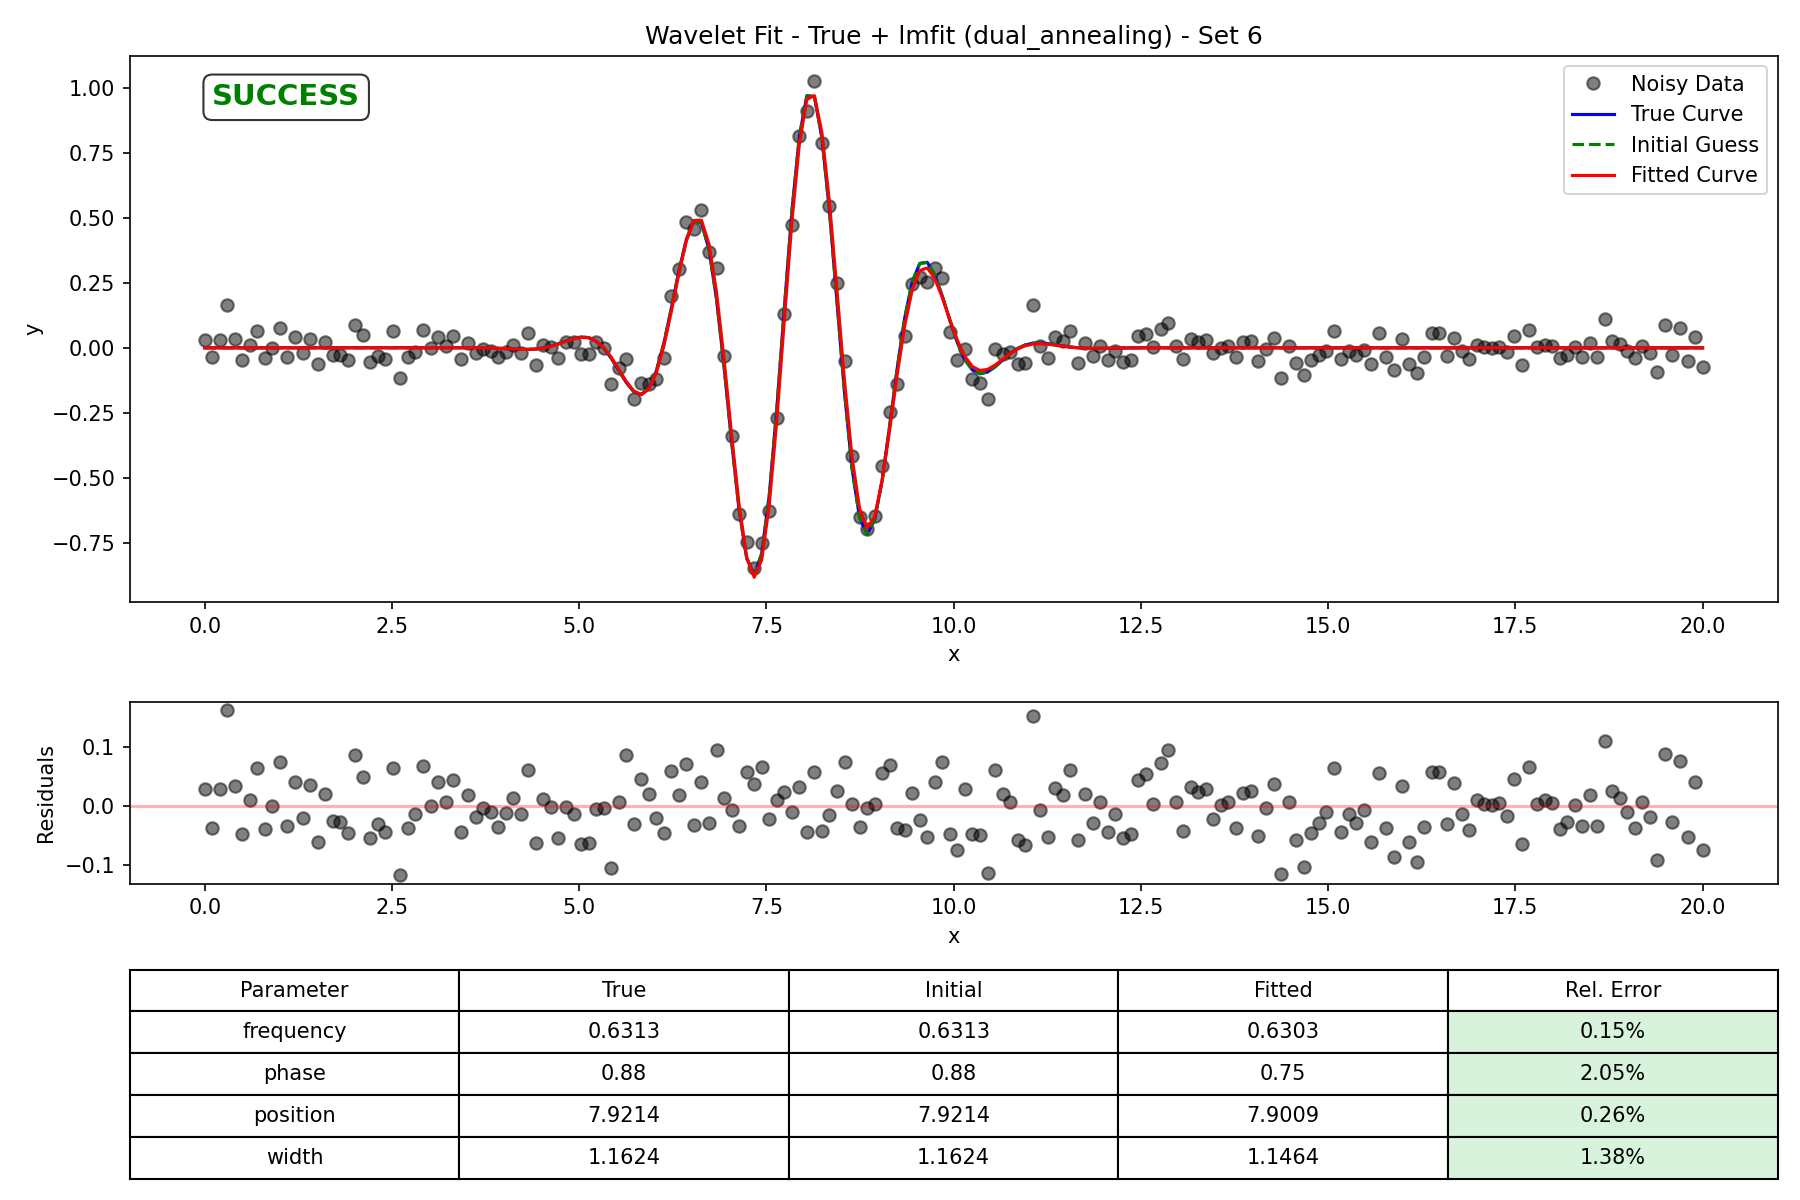 Wavelet Fit - True + lmfit (dual_annealing) - Set 6
SUCCESS
Noisy Data
True Curve
Initial Guess
Fitted Curve
1.00
0.75
0.50
0.25
0.00
−0.25
−0.50
−0.75
y
0.0 2.5 5.0 7.5 10.0 12.5 15.0 17.5 20.0
x
0.1
0.0
−0.1
Residuals
0.0 2.5 5.0 7.5 10.0 12.5 15.0 17.5 20.0
x
Parameter True Initial Fitted Rel. Error
frequency 0.6313 0.6313 0.6303 0.15%
phase 0.88 0.88 0.75 2.05%
position 7.9214 7.9214 7.9009 0.26%
width 1.1624 1.1624 1.1464 1.38%